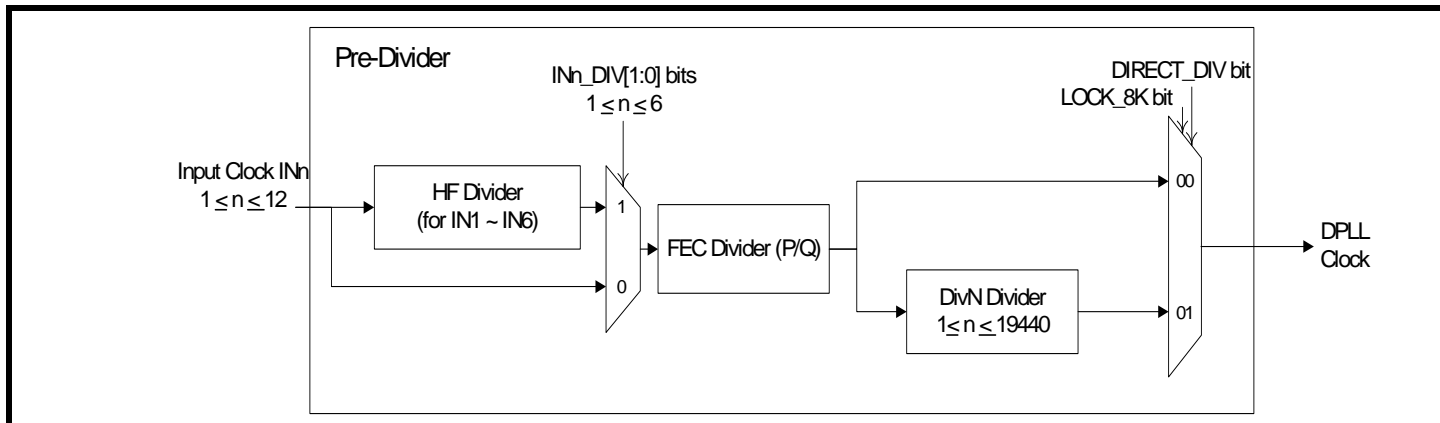 Pre-Divider
INn_DIV[1:0] bits
1 ≤ n ≤ 6
DIRECT_DIV bit
LOCK_8K bit
Input Clock INn
1 ≤ n ≤ 12
HF Divider
(for IN1 ~ IN6)
1
0
FEC Divider (P/Q)
00
DivN Divider
1≤ n ≤ 19440
01
DPLL
Clock